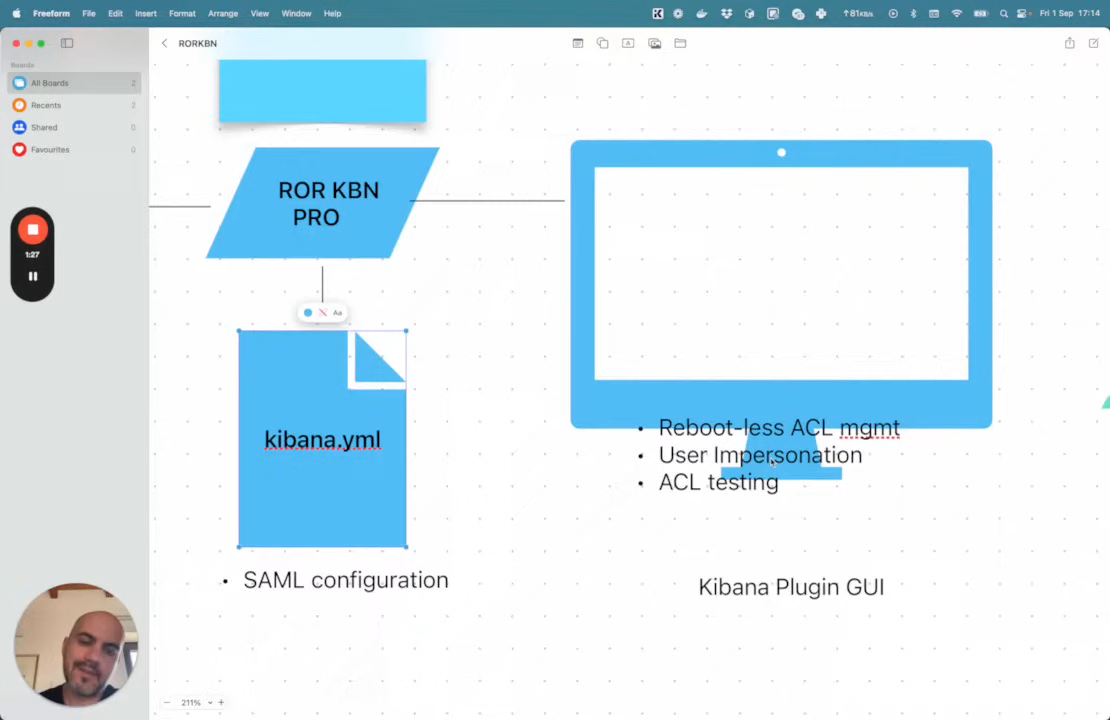 Freeform File Edit Insert Format Arrange View Window Help
81KB/s Fri 1 Sep 17:14
RORKBN
Boards
All Boards 2
Recents 2
Shared 0
Favourites 0
1:27
ROR KBN
PRO
Aa
kibana.yml
• SAML configuration
• Reboot-less ACL mgmt
• User Impersonation
• ACL testing
Kibana Plugin GUI
211%